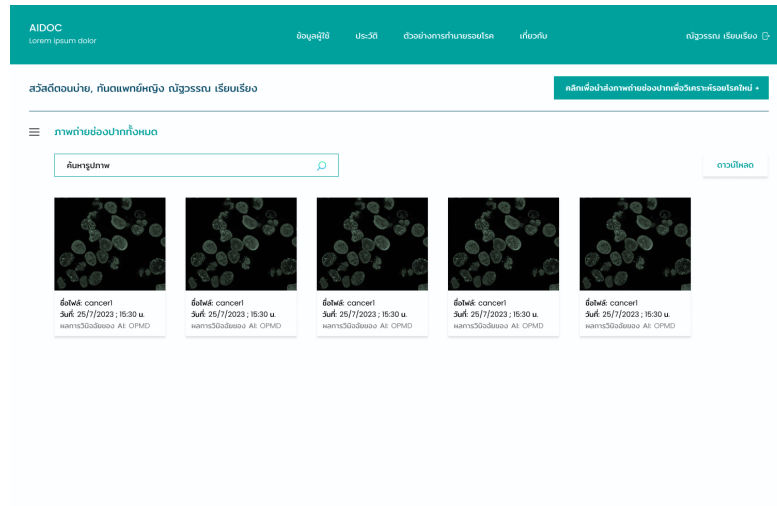 AIDOC
Lorem ipsum dolor
ข้อมูลผู้ใช้ ประวัติ ตัวอย่างการทำนายรอยโรค เกี่ยวกับ
ณัฐวรรณ เรียบเรียง
สวัสดีตอนบ่าย, ทันตแพทย์หญิง ณัฐวรรณ เรียบเรียง
คลิกเพื่อนำส่งภาพถ่ายช่องปากเพื่อวิเคราะห์รอยโรคใหม่ +
ภาพถ่ายช่องปากทั้งหมด
ค้นหารูปภาพ
ดาวน์โหลด
ชื่อไฟล์: cancer1
วันที่: 25/7/2023 ; 15:30 น.
ผลการวินิจฉัยของ AI: OPMD
ชื่อไฟล์: cancer1
วันที่: 25/7/2023 ; 15:30 น.
ผลการวินิจฉัยของ AI: OPMD
ชื่อไฟล์: cancer1
วันที่: 25/7/2023 ; 15:30 น.
ผลการวินิจฉัยของ AI: OPMD
ชื่อไฟล์: cancer1
วันที่: 25/7/2023 ; 15:30 น.
ผลการวินิจฉัยของ AI: OPMD
ชื่อไฟล์: cancer1
วันที่: 25/7/2023 ; 15:30 น.
ผลการวินิจฉัยของ AI: OPMD